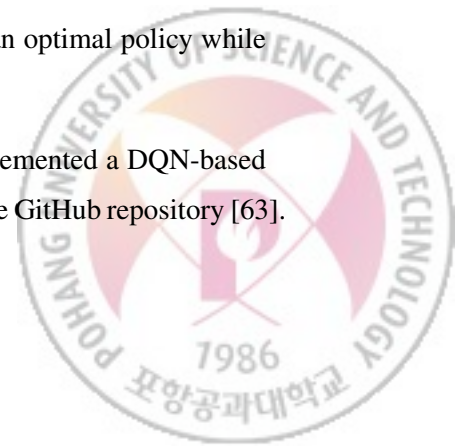 an optimal policy while
emented a DQN-based
e GitHub repository [63].
POHANG UNIVERSITY OF SCIENCE AND TECHNOLOGY
1986
포항공과대학교